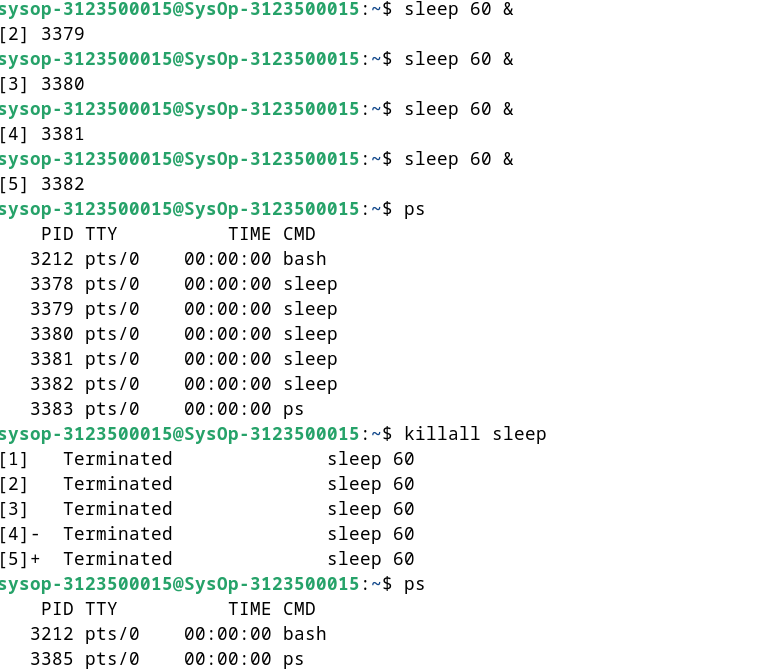 sysop-3123500015@SysOp-3123500015:~$ sleep 60 &
[2] 3379
sysop-3123500015@SysOp-3123500015:~$ sleep 60 &
[3] 3380
sysop-3123500015@SysOp-3123500015:~$ sleep 60 &
[4] 3381
sysop-3123500015@SysOp-3123500015:~$ sleep 60 &
[5] 3382
sysop-3123500015@SysOp-3123500015:~$ ps
    PID TTY          TIME CMD
   3212 pts/0    00:00:00 bash
   3378 pts/0    00:00:00 sleep
   3379 pts/0    00:00:00 sleep
   3380 pts/0    00:00:00 sleep
   3381 pts/0    00:00:00 sleep
   3382 pts/0    00:00:00 sleep
   3383 pts/0    00:00:00 ps
sysop-3123500015@SysOp-3123500015:~$ killall sleep
[1]   Terminated              sleep 60
[2]   Terminated              sleep 60
[3]   Terminated              sleep 60
[4]-  Terminated              sleep 60
[5]+  Terminated              sleep 60
sysop-3123500015@SysOp-3123500015:~$ ps
    PID TTY          TIME CMD
   3212 pts/0    00:00:00 bash
   3385 pts/0    00:00:00 ps